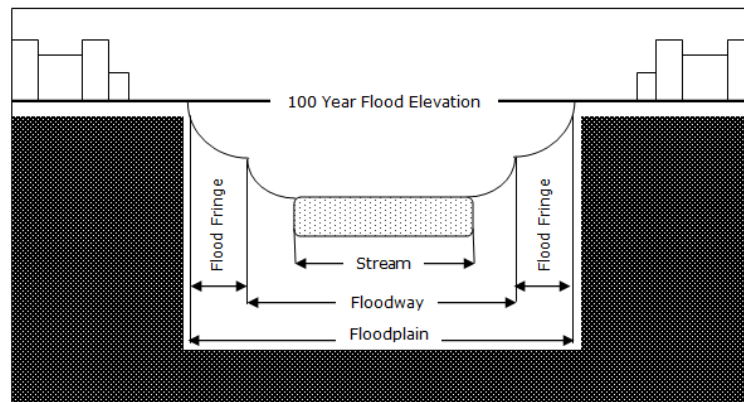 100 Year Flood Elevation
Flood Fringe
Flood Fringe
Stream
Floodway
Floodplain